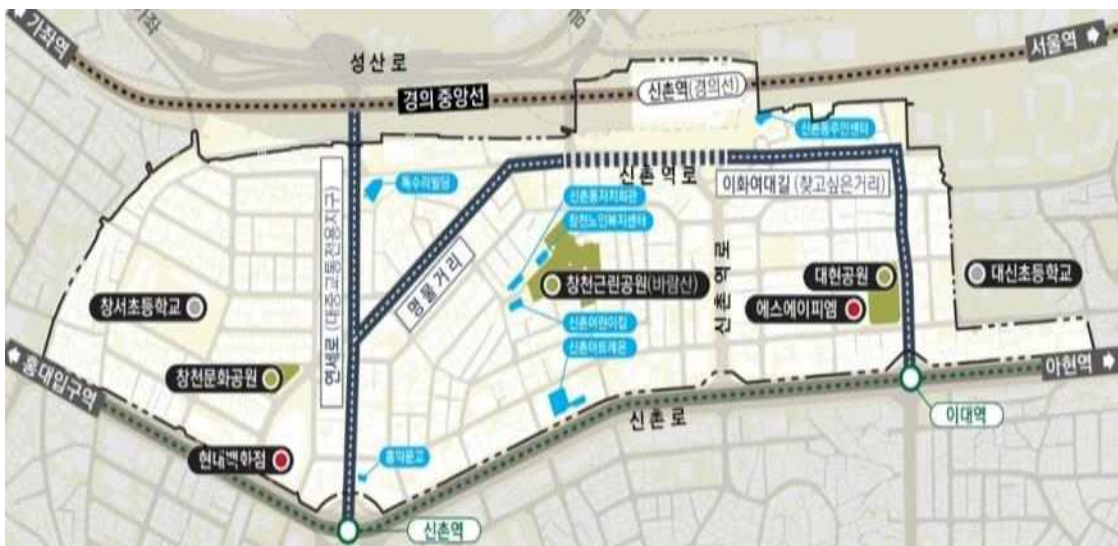 가좌역
가좌
성산로
서울역
경의중앙선
신촌역(경의선)
신촌동주민센터
독수리빌딩
신촌역로
이화여대길 (찾고싶은거리)
신촌동자치회관
창천노인복지센터
연세로 (대중교통전용지구)
명물거리
창천근린공원(바람산)
신촌역로
대현공원
대신초등학교
창서초등학교
에스에이피엠
신촌어린이집
신촌아트레온
창천문화공원
홍대입구역
아현역
신촌로
이대역
현대백화점
홍익문고
신촌역